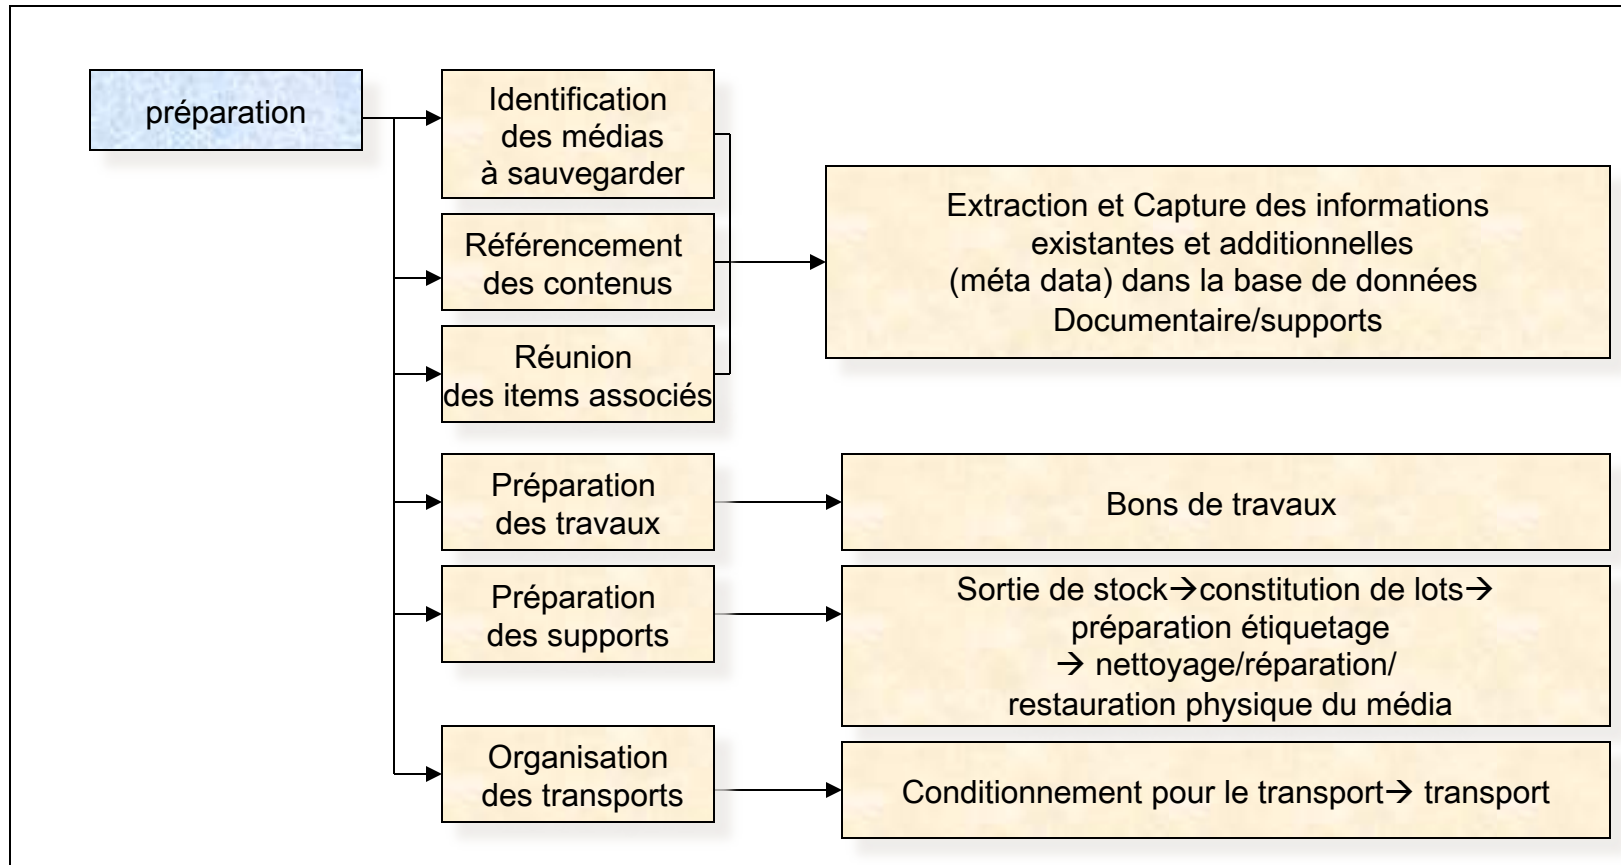 préparation
Identification
des médias
à sauvegarder
Référencement
des contenus
Réunion
des items associés
Extraction et Capture des informations
existantes et additionnelles
(méta data) dans la base de données
Documentaire/supports
Préparation
des travaux
Bons de travaux
Préparation
des supports
Sortie de stock→constitution de lots→
préparation étiquetage
→ nettoyage/réparation/
restauration physique du média
Organisation
des transports
Conditionnement pour le transport→ transport